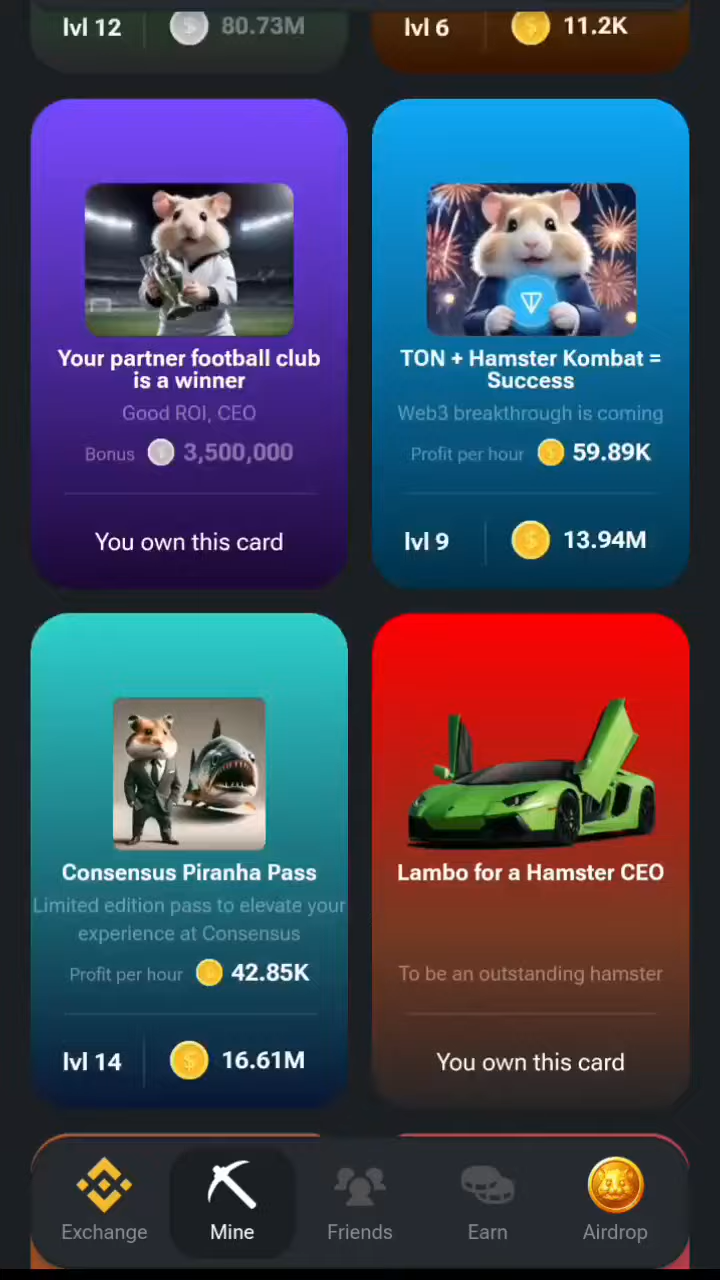 lvl 12
80.73M
lvl 6
11.2K
Your partner football club
is a winner
Good ROI, CEO
Bonus 3,500,000
You own this card
TON + Hamster Kombat =
Success
Web3 breakthrough is coming
Profit per hour 59.89K
lvl 9
13.94M
Consensus Piranha Pass
Limited edition pass to elevate your
experience at Consensus
Profit per hour 42.85K
lvl 14
16.61M
Lambo for a Hamster CEO
To be an outstanding hamster
You own this card
Exchange
Mine
Friends
Earn
Airdrop